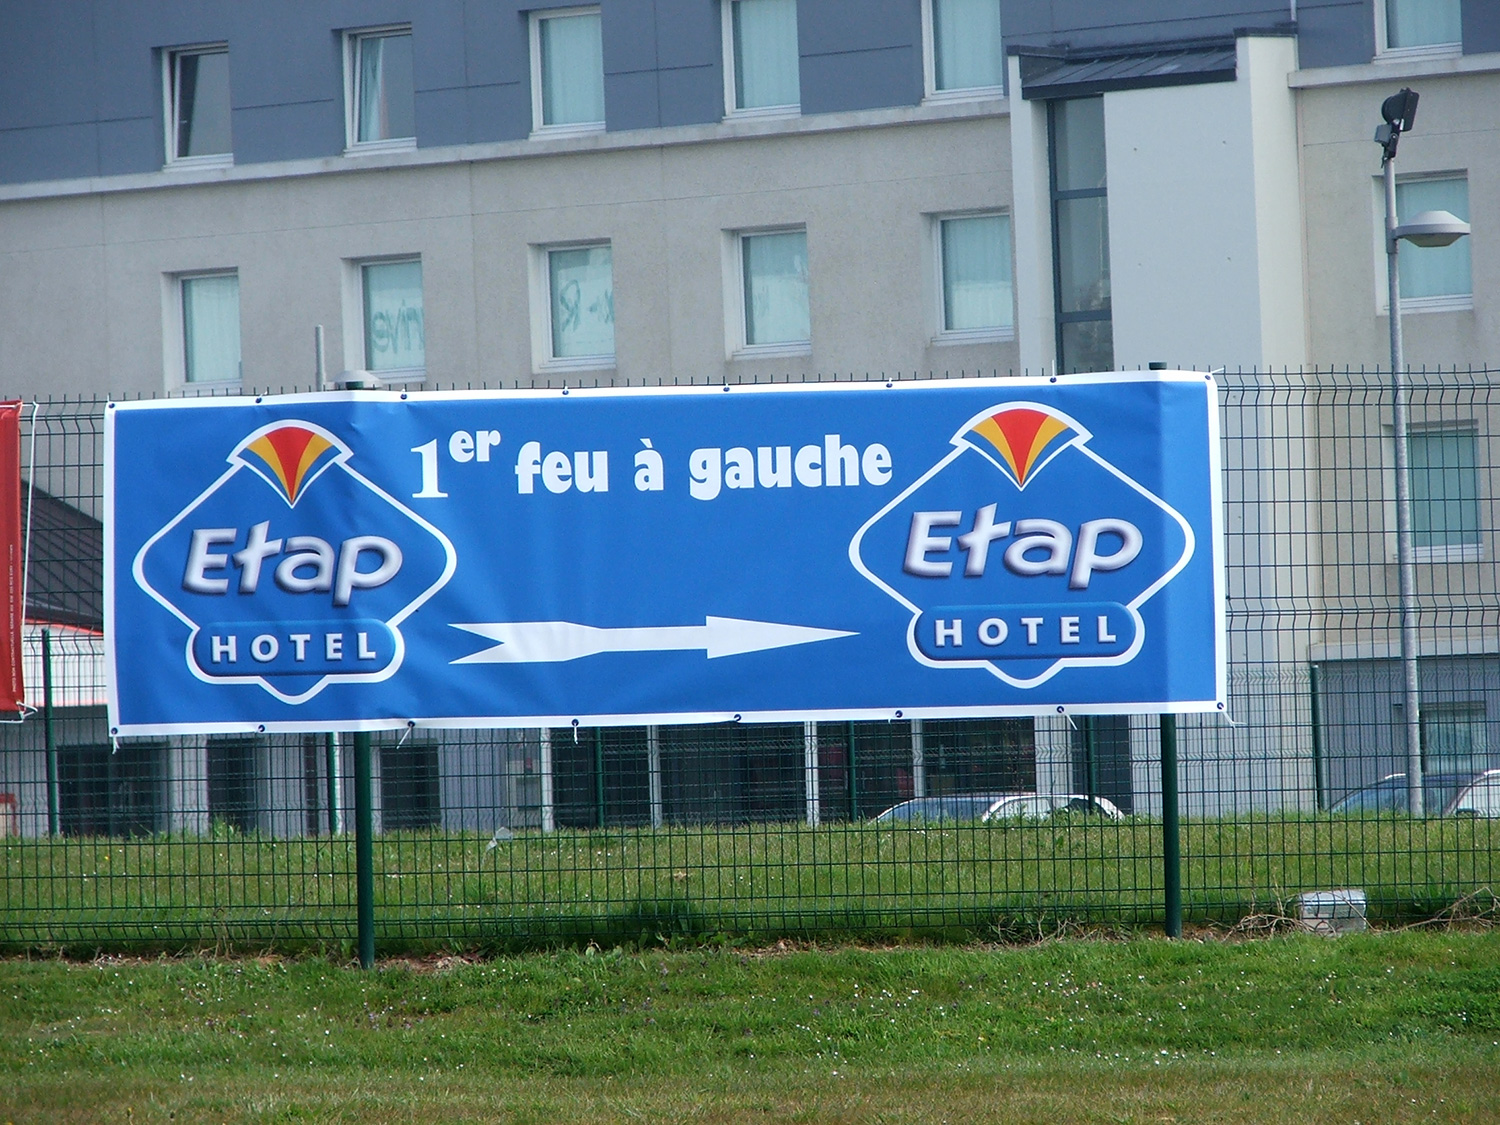 1er feu à gauche
Etap
HOTEL
Etap
HOTEL